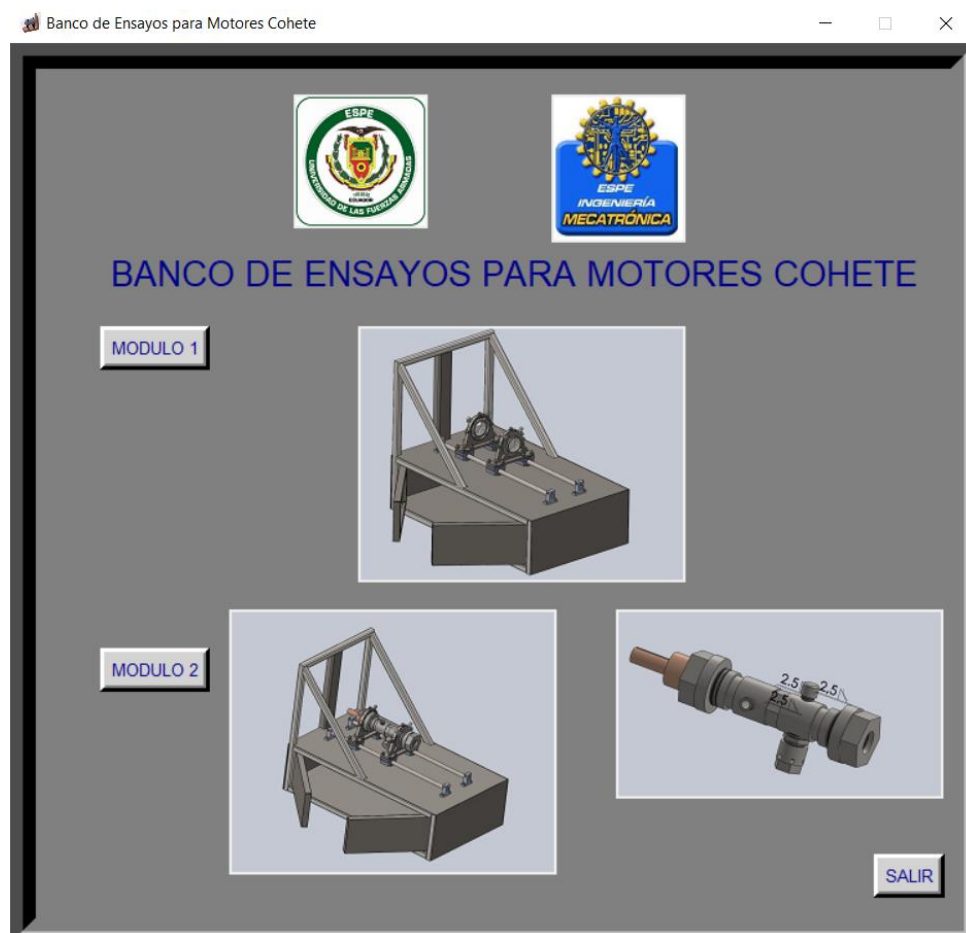 Banco de Ensayos para Motores Cohete
ESPE
UNIVERSIDAD DE LAS FUERZAS ARMADAS
ECUADOR
ESPE
INGENIERÍA
MECATRÓNICA
BANCO DE ENSAYOS PARA MOTORES COHETE
MODULO 1
MODULO 2
2.5
2.5
2.5
SALIR